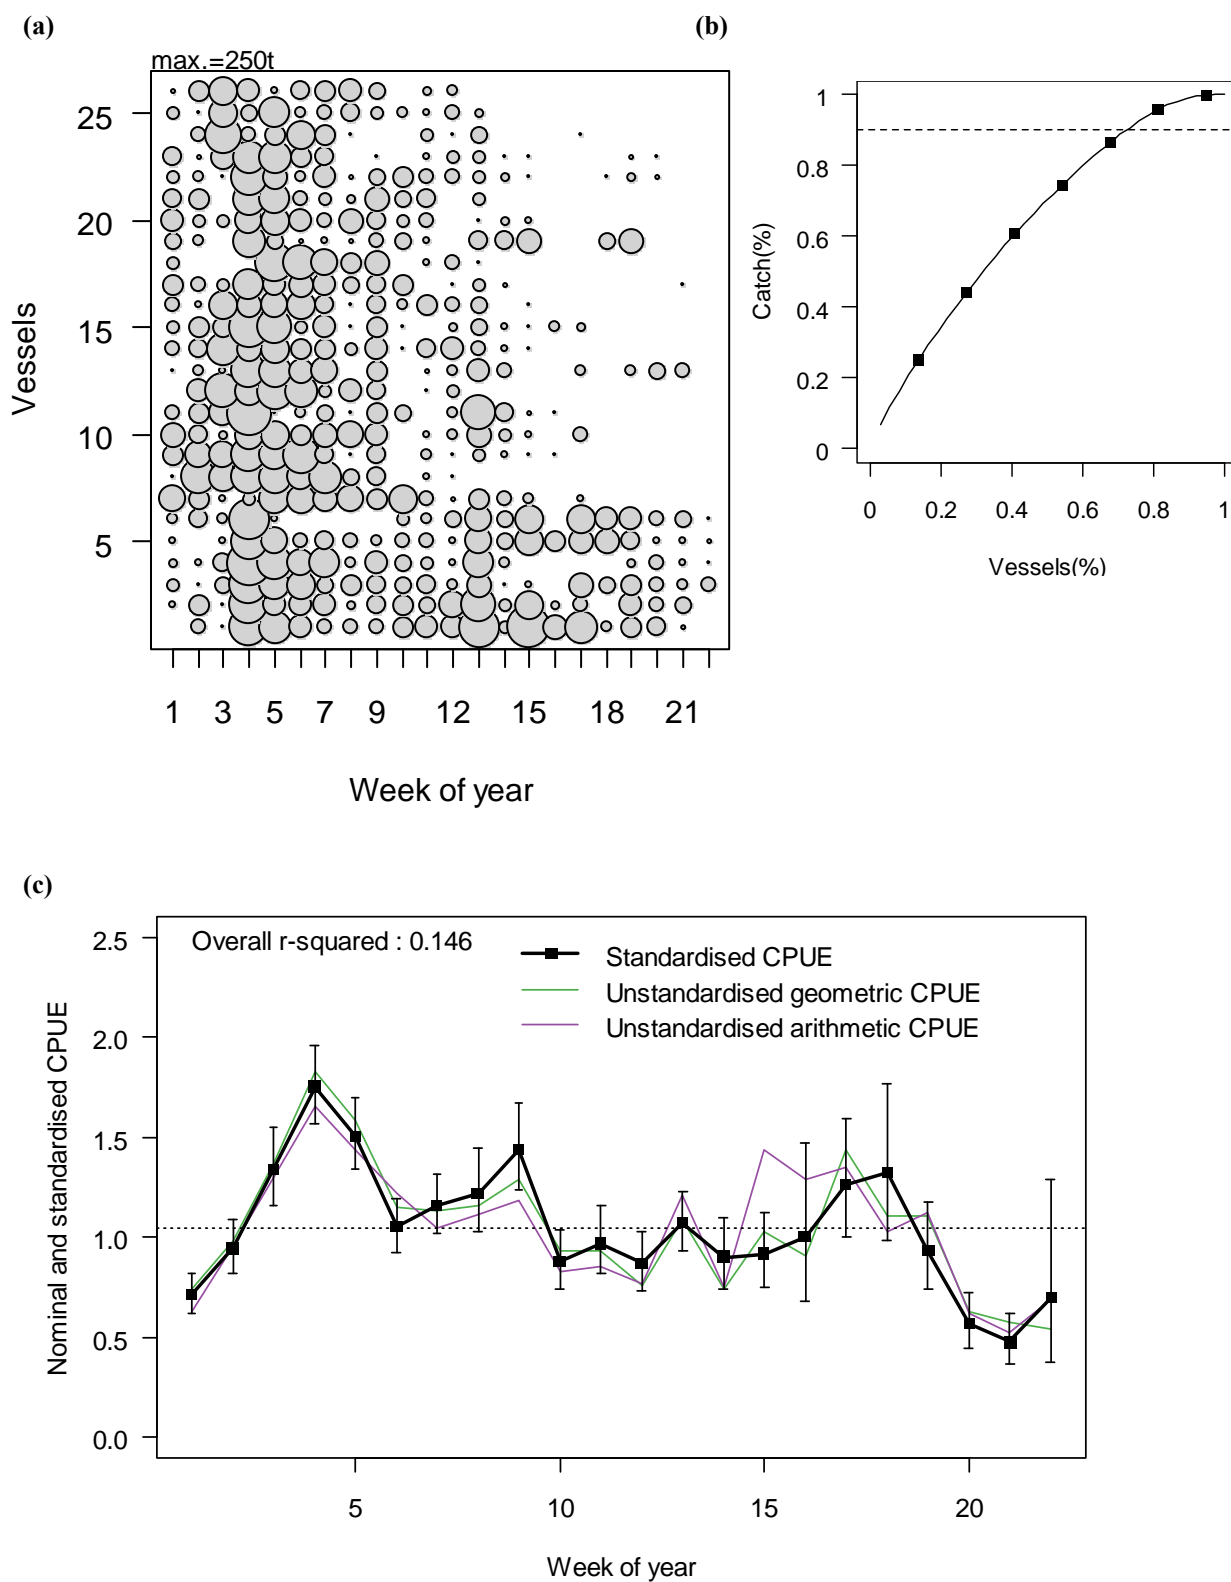 (a)
max.=250t
25
20
15
10
5
Vessels
1 3 5 7 9 12 15 18 21
Week of year
(b)
1
0.8
0.6
0.4
0.2
0
Catch(%)
0 0.2 0.4 0.6 0.8 1
Vessels(%)
(c)
Overall r-squared : 0.146
Standardised CPUE
Unstandardised geometric CPUE
Unstandardised arithmetic CPUE
2.5
2.0
1.5
1.0
0.5
0.0
Nominal and standardised CPUE
5 10 15 20
Week of year